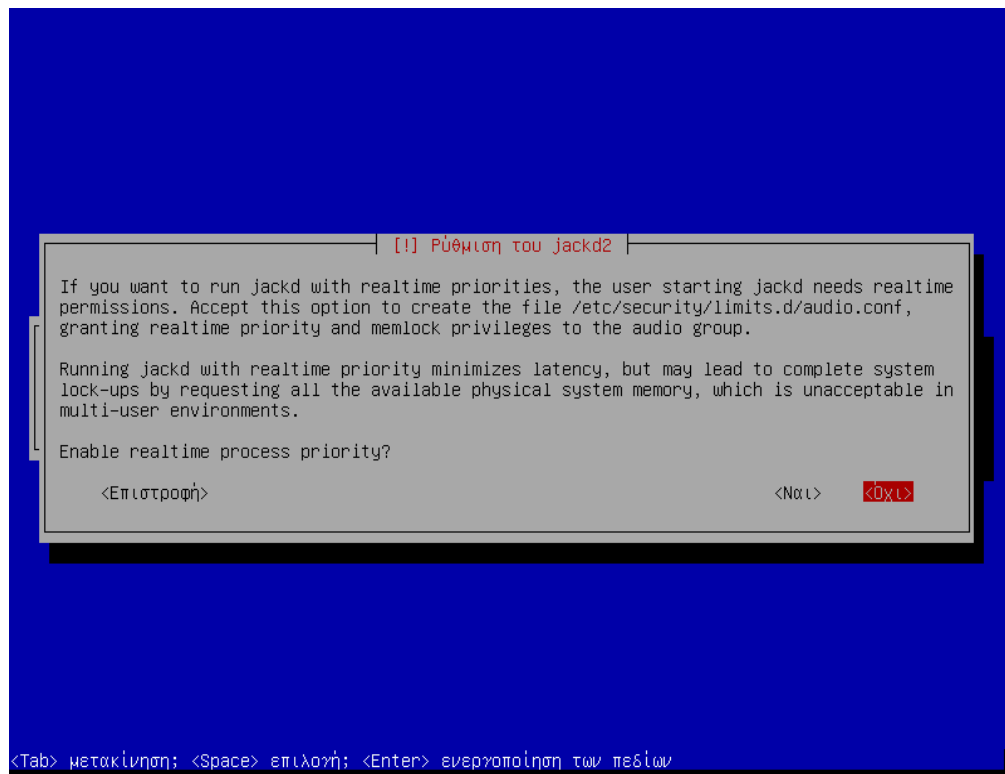 [!] Ρύθμιση του jackd2
If you want to run jackd with realtime priorities, the user starting jackd needs realtime
permissions. Accept this option to create the file /etc/security/limits.d/audio.conf,
granting realtime priority and memlock privileges to the audio group.
Running jackd with realtime priority minimizes latency, but may lead to complete system
lock-ups by requesting all the available physical system memory, which is unacceptable in
multi-user environments.
Enable realtime process priority?
<Επιστροφή> <Ναι> <Όχι>
<Tab> μετακίνηση; <Space> επιλογή; <Enter> ενεργοποίηση των πεδίων